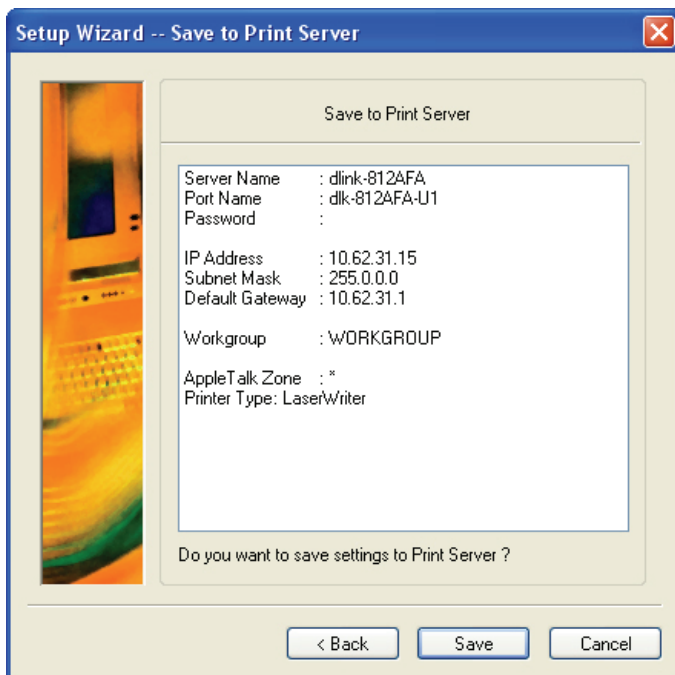 Setup Wizard -- Save to Print Server
Save to Print Server
Server Name : dlink-812AFA
Port Name : dlk-812AFA-U1
Password :
IP Address : 10.62.31.15
Subnet Mask : 255.0.0.0
Default Gateway : 10.62.31.1
Workgroup : WORKGROUP
AppleTalk Zone : *
Printer Type: LaserWriter
Do you want to save settings to Print Server ?
< Back Save Cancel